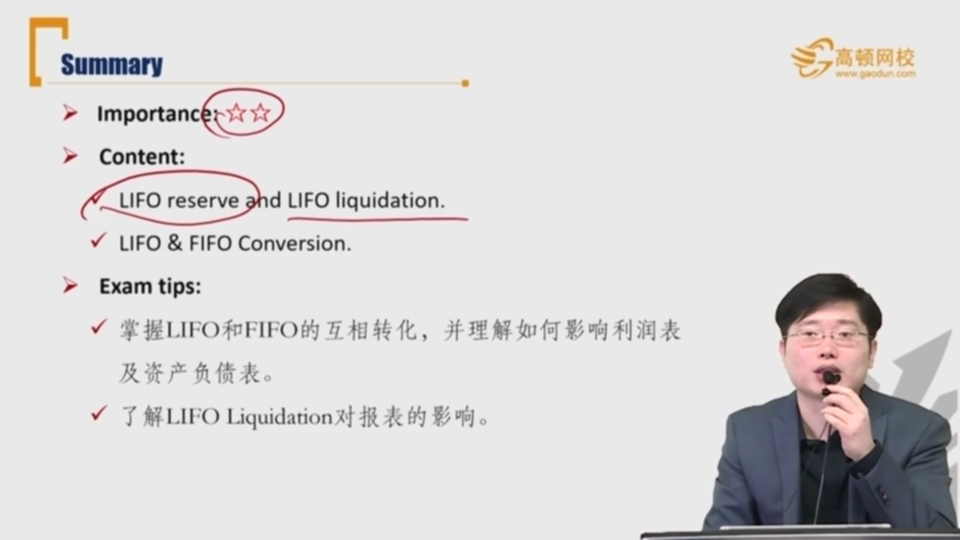 Summary
高顿网校
www.gaodun.com
Importance: ☆☆
Content:
LIFO reserve and LIFO liquidation.
LIFO & FIFO Conversion.
Exam tips:
掌握LIFO和FIFO的互相转化，并理解如何影响利润表
及资产负债表。
了解LIFO Liquidation对报表的影响。